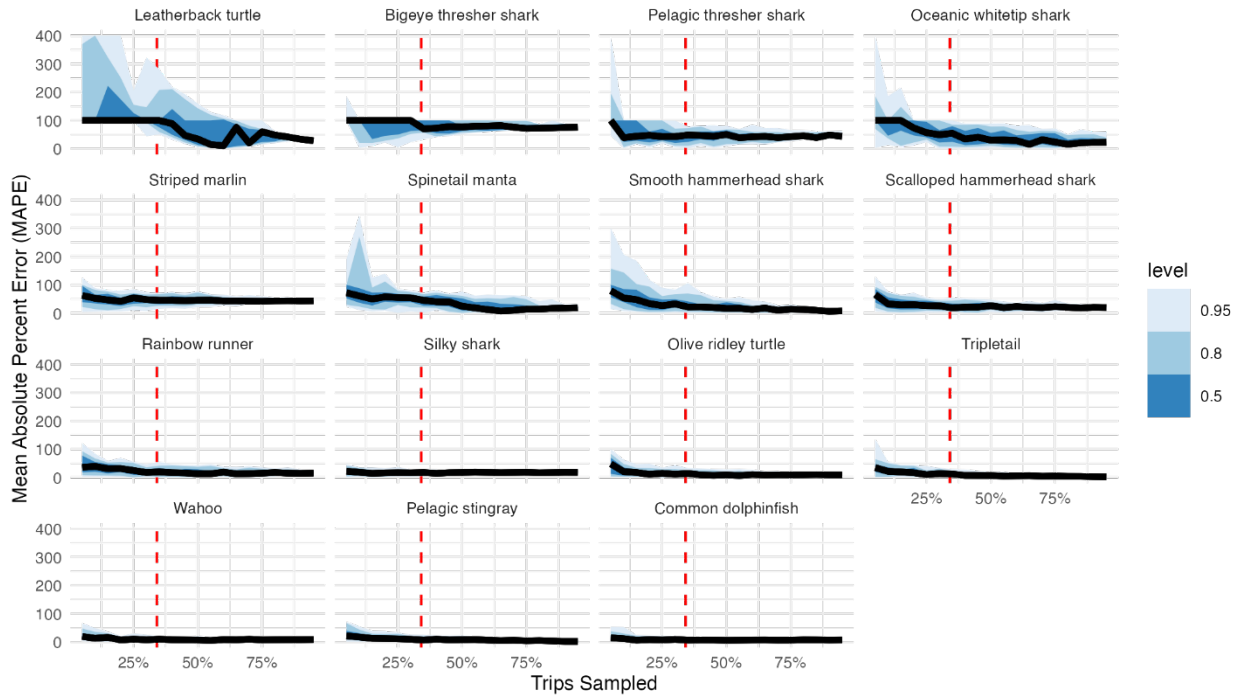 Leatherback turtle
Bigeye thresher shark
Pelagic thresher shark
Oceanic whitetip shark
400
300
200
100
0
Striped marlin
Spinetail manta
Smooth hammerhead shark
Scalloped hammerhead shark
400
300
200
100
0
Mean Absolute Percent Error (MAPE)
level
0.95
0.8
0.5
Rainbow runner
Silky shark
Olive ridley turtle
Tripletail
400
300
200
100
0
25% 50% 75%
Wahoo
Pelagic stingray
Common dolphinfish
400
300
200
100
0
25% 50% 75%
25% 50% 75%
25% 50% 75%
Trips Sampled